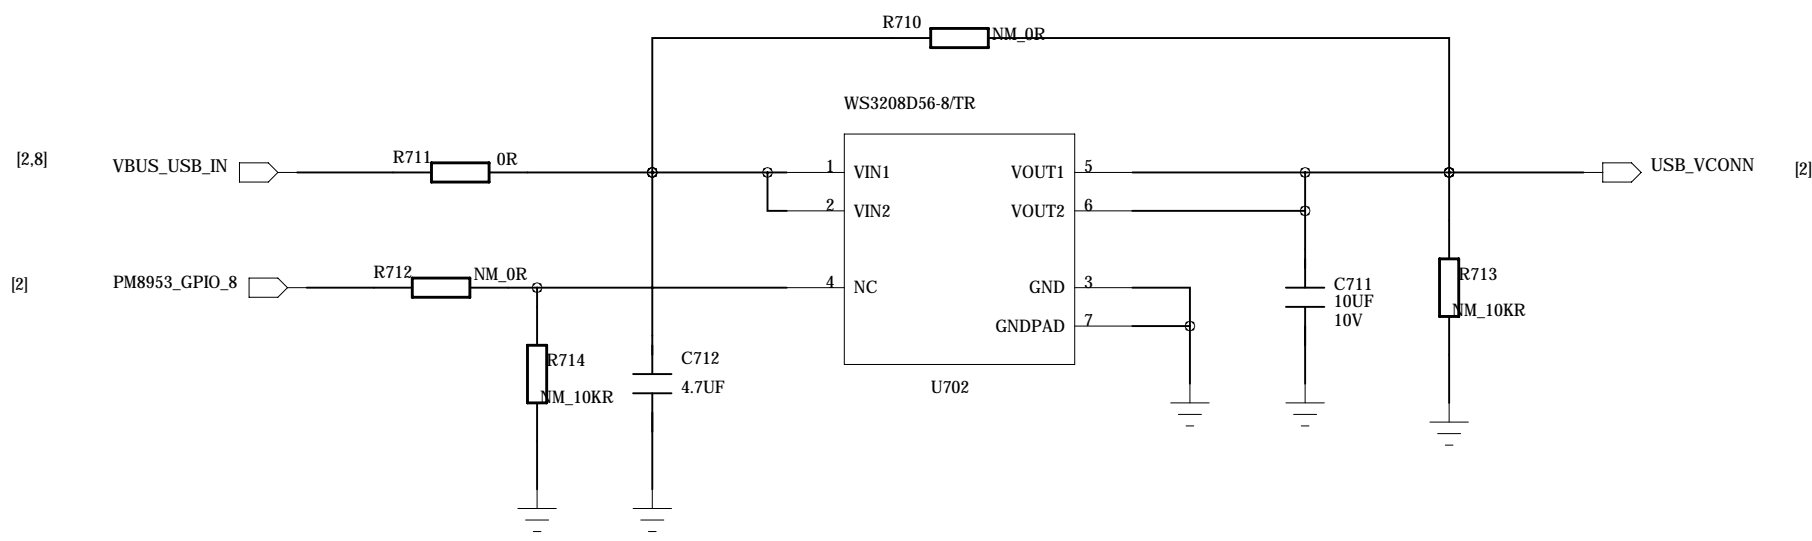 R710
NM_0R
WS3208D56-8/TR
[2,8]
VBUS_USB_IN
R711
0R
1
VIN1
VOUT1
5
USB_VCONN
[2]
2
VIN2
VOUT2
6
[2]
PM8953_GPIO_8
R712
NM_0R
4
NC
GND
3
C711
10UF
10V
R713
NM_10KR
GNDPAD
7
R714
NM_10KR
C712
4.7UF
U702